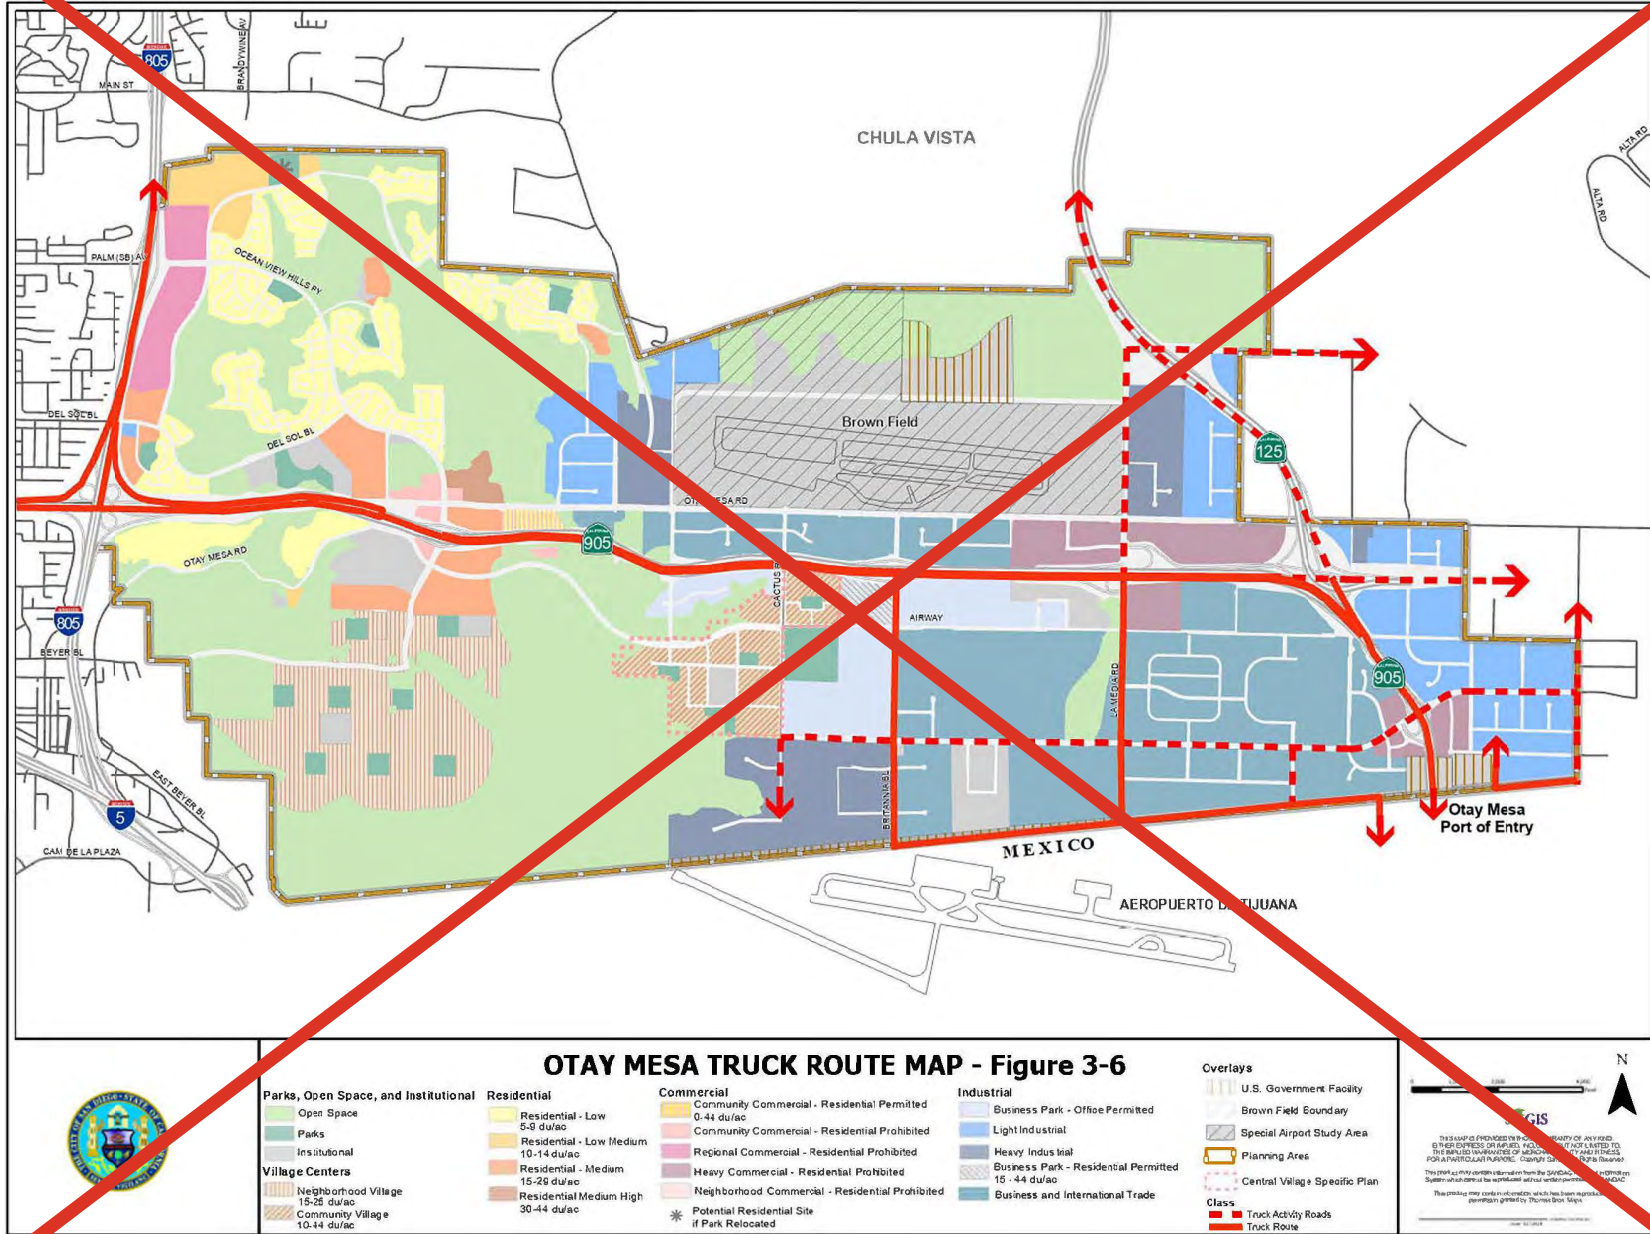 805
MAIN ST
BRANDYWINE AV
CHULA VISTA
ALTA RD
ALTA RD
PALM (SB) AV
OCEAN VIEW HILLS PY
DEL SOL BL
DEL SOL BL
Brown Field
125
OTAY MESA RD
905
OTAY MESA RD
CACTUS R
805
BEYER BL
AIRWAY
LA MEDIA RD
905
EAST BEYER BL
5
BRITANNIA BL
CAM DE LA PLAZA
MEXICO
Otay Mesa
Port of Entry
AEROPUERTO DE TIJUANA
OTAY MESA TRUCK ROUTE MAP - Figure 3-6
Parks, Open Space, and Institutional
Open Space
Parks
Institutional
Village Centers
Neighborhood Village
15-25 du/ac
Community Village
10-44 du/ac
Residential
Residential - Low
5-9 du/ac
Residential - Low Medium
10-14 du/ac
Residential - Medium
15-29 du/ac
Residential Medium High
30-44 du/ac
Commercial
Community Commercial - Residential Permitted
0-44 du/ac
Community Commercial - Residential Prohibited
Regional Commercial - Residential Prohibited
Heavy Commercial - Residential Prohibited
Neighborhood Commercial - Residential Prohibited
Potential Residential Site
if Park Relocated
Industrial
Business Park - Office Permitted
Light Industrial
Heavy Industrial
Business Park - Residential Permitted
15 - 44 du/ac
Business and International Trade
Overlays
U.S. Government Facility
Brown Field Boundary
Special Airport Study Area
Planning Area
Central Village Specific Plan
Class
Truck Activity Roads
Truck Route
N
GIS